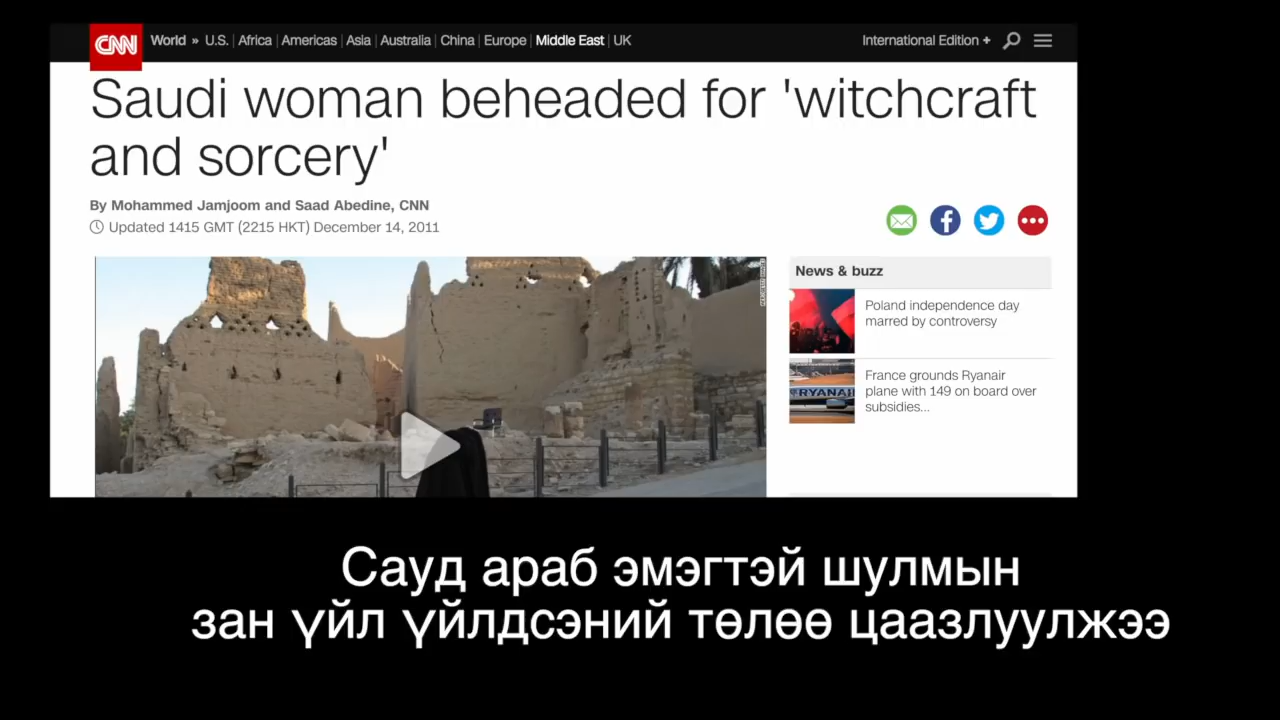 CNN World » U.S. | Africa | Americas | Asia | Australia | China | Europe | Middle East | UK International Edition +
Saudi woman beheaded for 'witchcraft
and sorcery'
By Mohammed Jamjoom and Saad Abedine, CNN
Updated 1415 GMT (2215 HKT) December 14, 2011
News & buzz
Poland independence day
marred by controversy
France grounds Ryanair
plane with 149 on board over
subsidies...
RYANAI
Сауд араб эмэгтэй шулмын
зан үйл үйлдсэний төлөө цаазлуулжээ